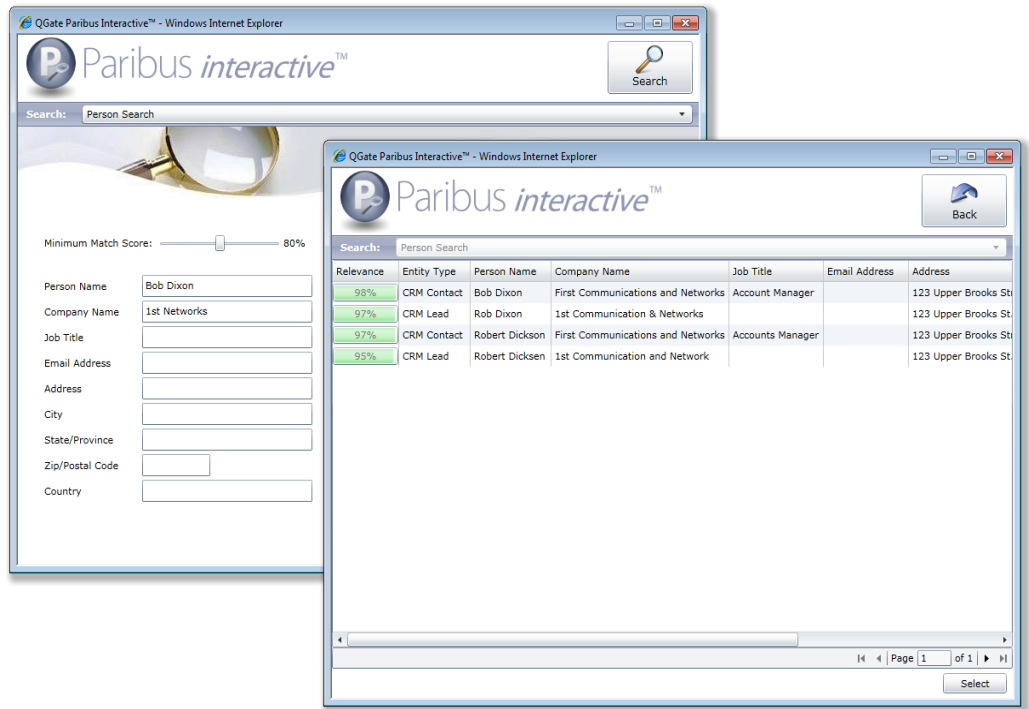 QGate Paribus Interactive™ - Windows Internet Explorer
Paribus interactive™
Search
Search: Person Search
Minimum Match Score: 80%
Person Name Bob Dixon
Company Name 1st Networks
Job Title
Email Address
Address
City
State/Province
Zip/Postal Code
Country
QGate Paribus Interactive™ - Windows Internet Explorer
Paribus interactive™
Back
Search: Person Search
Relevance Entity Type Person Name Company Name Job Title Email Address Address
98% CRM Contact Bob Dixon First Communications and Networks Account Manager 123 Upper Brooks St
97% CRM Lead Rob Dixon 1st Communication & Networks 123 Upper Brooks St.
97% CRM Contact Robert Dickson First Communications and Networks Accounts Manager 123 Upper Brooks St
95% CRM Lead Robert Dicksen 1st Communication and Network 123 Upper Brooks St.
Page 1 of 1
Select